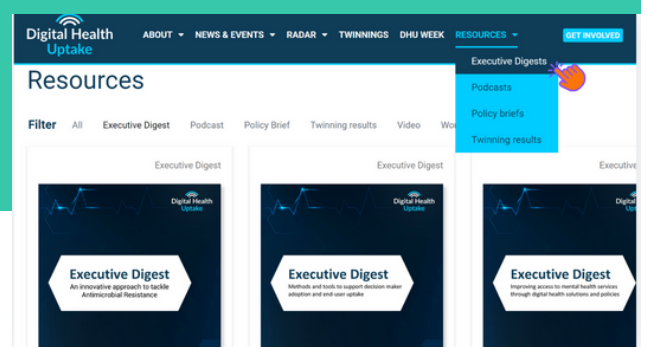 Digital Health
Uptake
ABOUT NEWS & EVENTS RADAR TWINNINGS DHU WEEK RESOURCES GET INVOLVED
Executive Digests
Podcasts
Policy briefs
Twinning results
Resources
Filter All Executive Digest Podcast Policy Brief Twinning results Video
Executive Digest
Digital Health
Uptake
Executive Digest
An innovative approach to tackle
Antimicrobial Resistance
Executive Digest
Digital Health
Uptake
Executive Digest
Methods and tools to support decision maker
adoption and end-user uptake
Executive
Executive Digest
Improving access to mental health services
through digital health solutions and policies